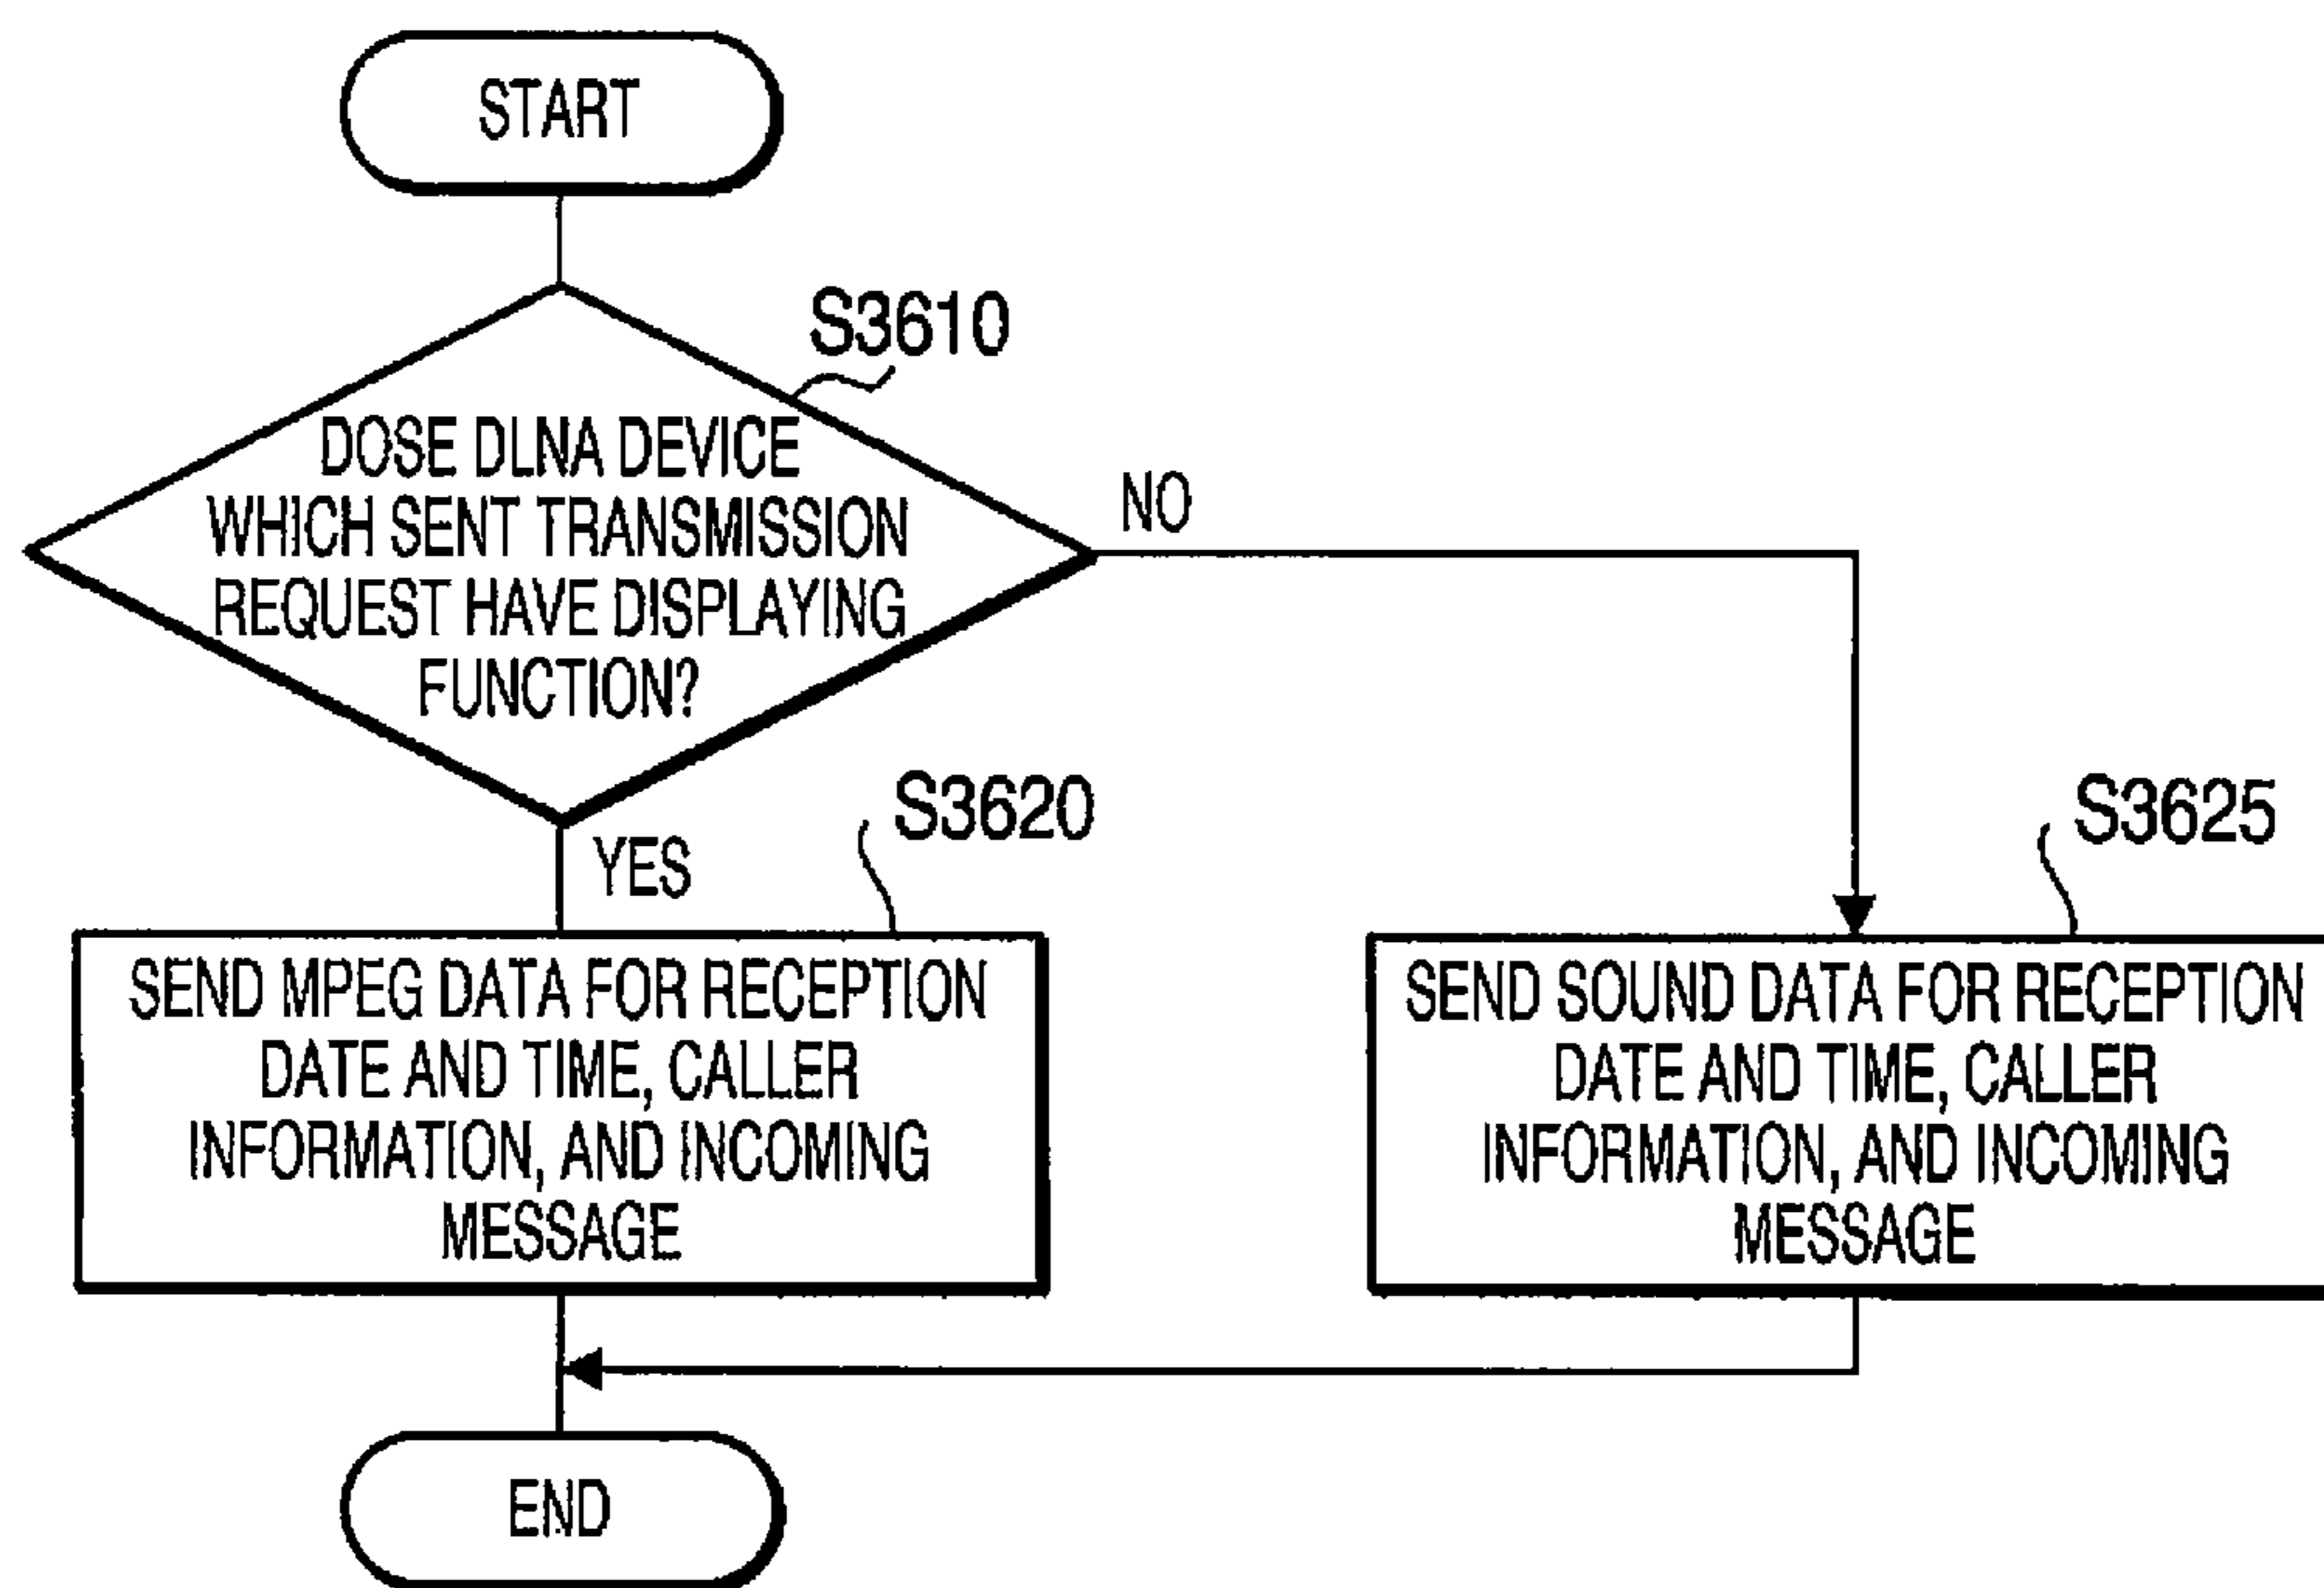 START
S3610
DOSE DLNA DEVICE
WHICH SENT TRANSMISSION
REQUEST HAVE DISPLAYING
FUNCTION?
NO
YES
S3620
SEND MPEG DATA FOR RECEPTION
DATE AND TIME, CALLER
INFORMATION, AND INCOMING
MESSAGE
S3625
SEND SOUND DATA FOR RECEPTION
DATE AND TIME, CALLER
INFORMATION, AND INCOMING
MESSAGE
END